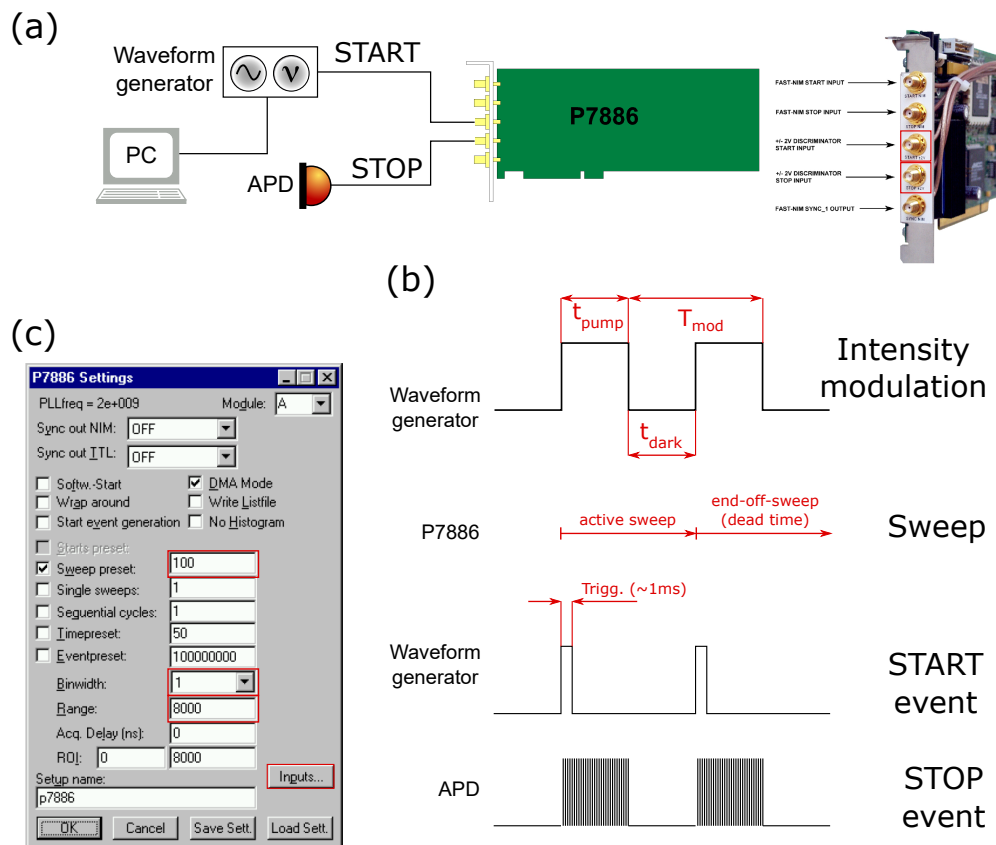 (a)
Waveform
generator
ν
START
PC
APD
STOP
P7886
FAST-NIM START INPUT
FAST-NIM STOP INPUT
+/- 2V DISCRIMINATOR
START INPUT
+/- 2V DISCRIMINATOR
STOP INPUT
FAST-NIM SYNC_1 OUTPUT
(b)
t_pump
T_mod
Waveform
generator
t_dark
Intensity
modulation
P7886
active sweep
end-off-sweep
(dead time)
Sweep
Trigg. (~1ms)
Waveform
generator
START
event
APD
STOP
event
(c)
P7886 Settings
PLLfreq = 2e+009
Module: A
Sync out NIM: OFF
Sync out TTL: OFF
Softw.-Start
DMA Mode
Wrap around
Write Listfile
Start event generation
No Histogram
Starts preset:
Sweep preset: 100
Single sweeps: 1
Sequential cycles: 1
Timepreset: 50
Eventpreset: 100000000
Binwidth: 1
Range: 8000
Acq. Delay (ns): 0
ROI: 0 8000
Inputs...
Setup name:
p7886
OK
Cancel
Save Sett.
Load Sett.